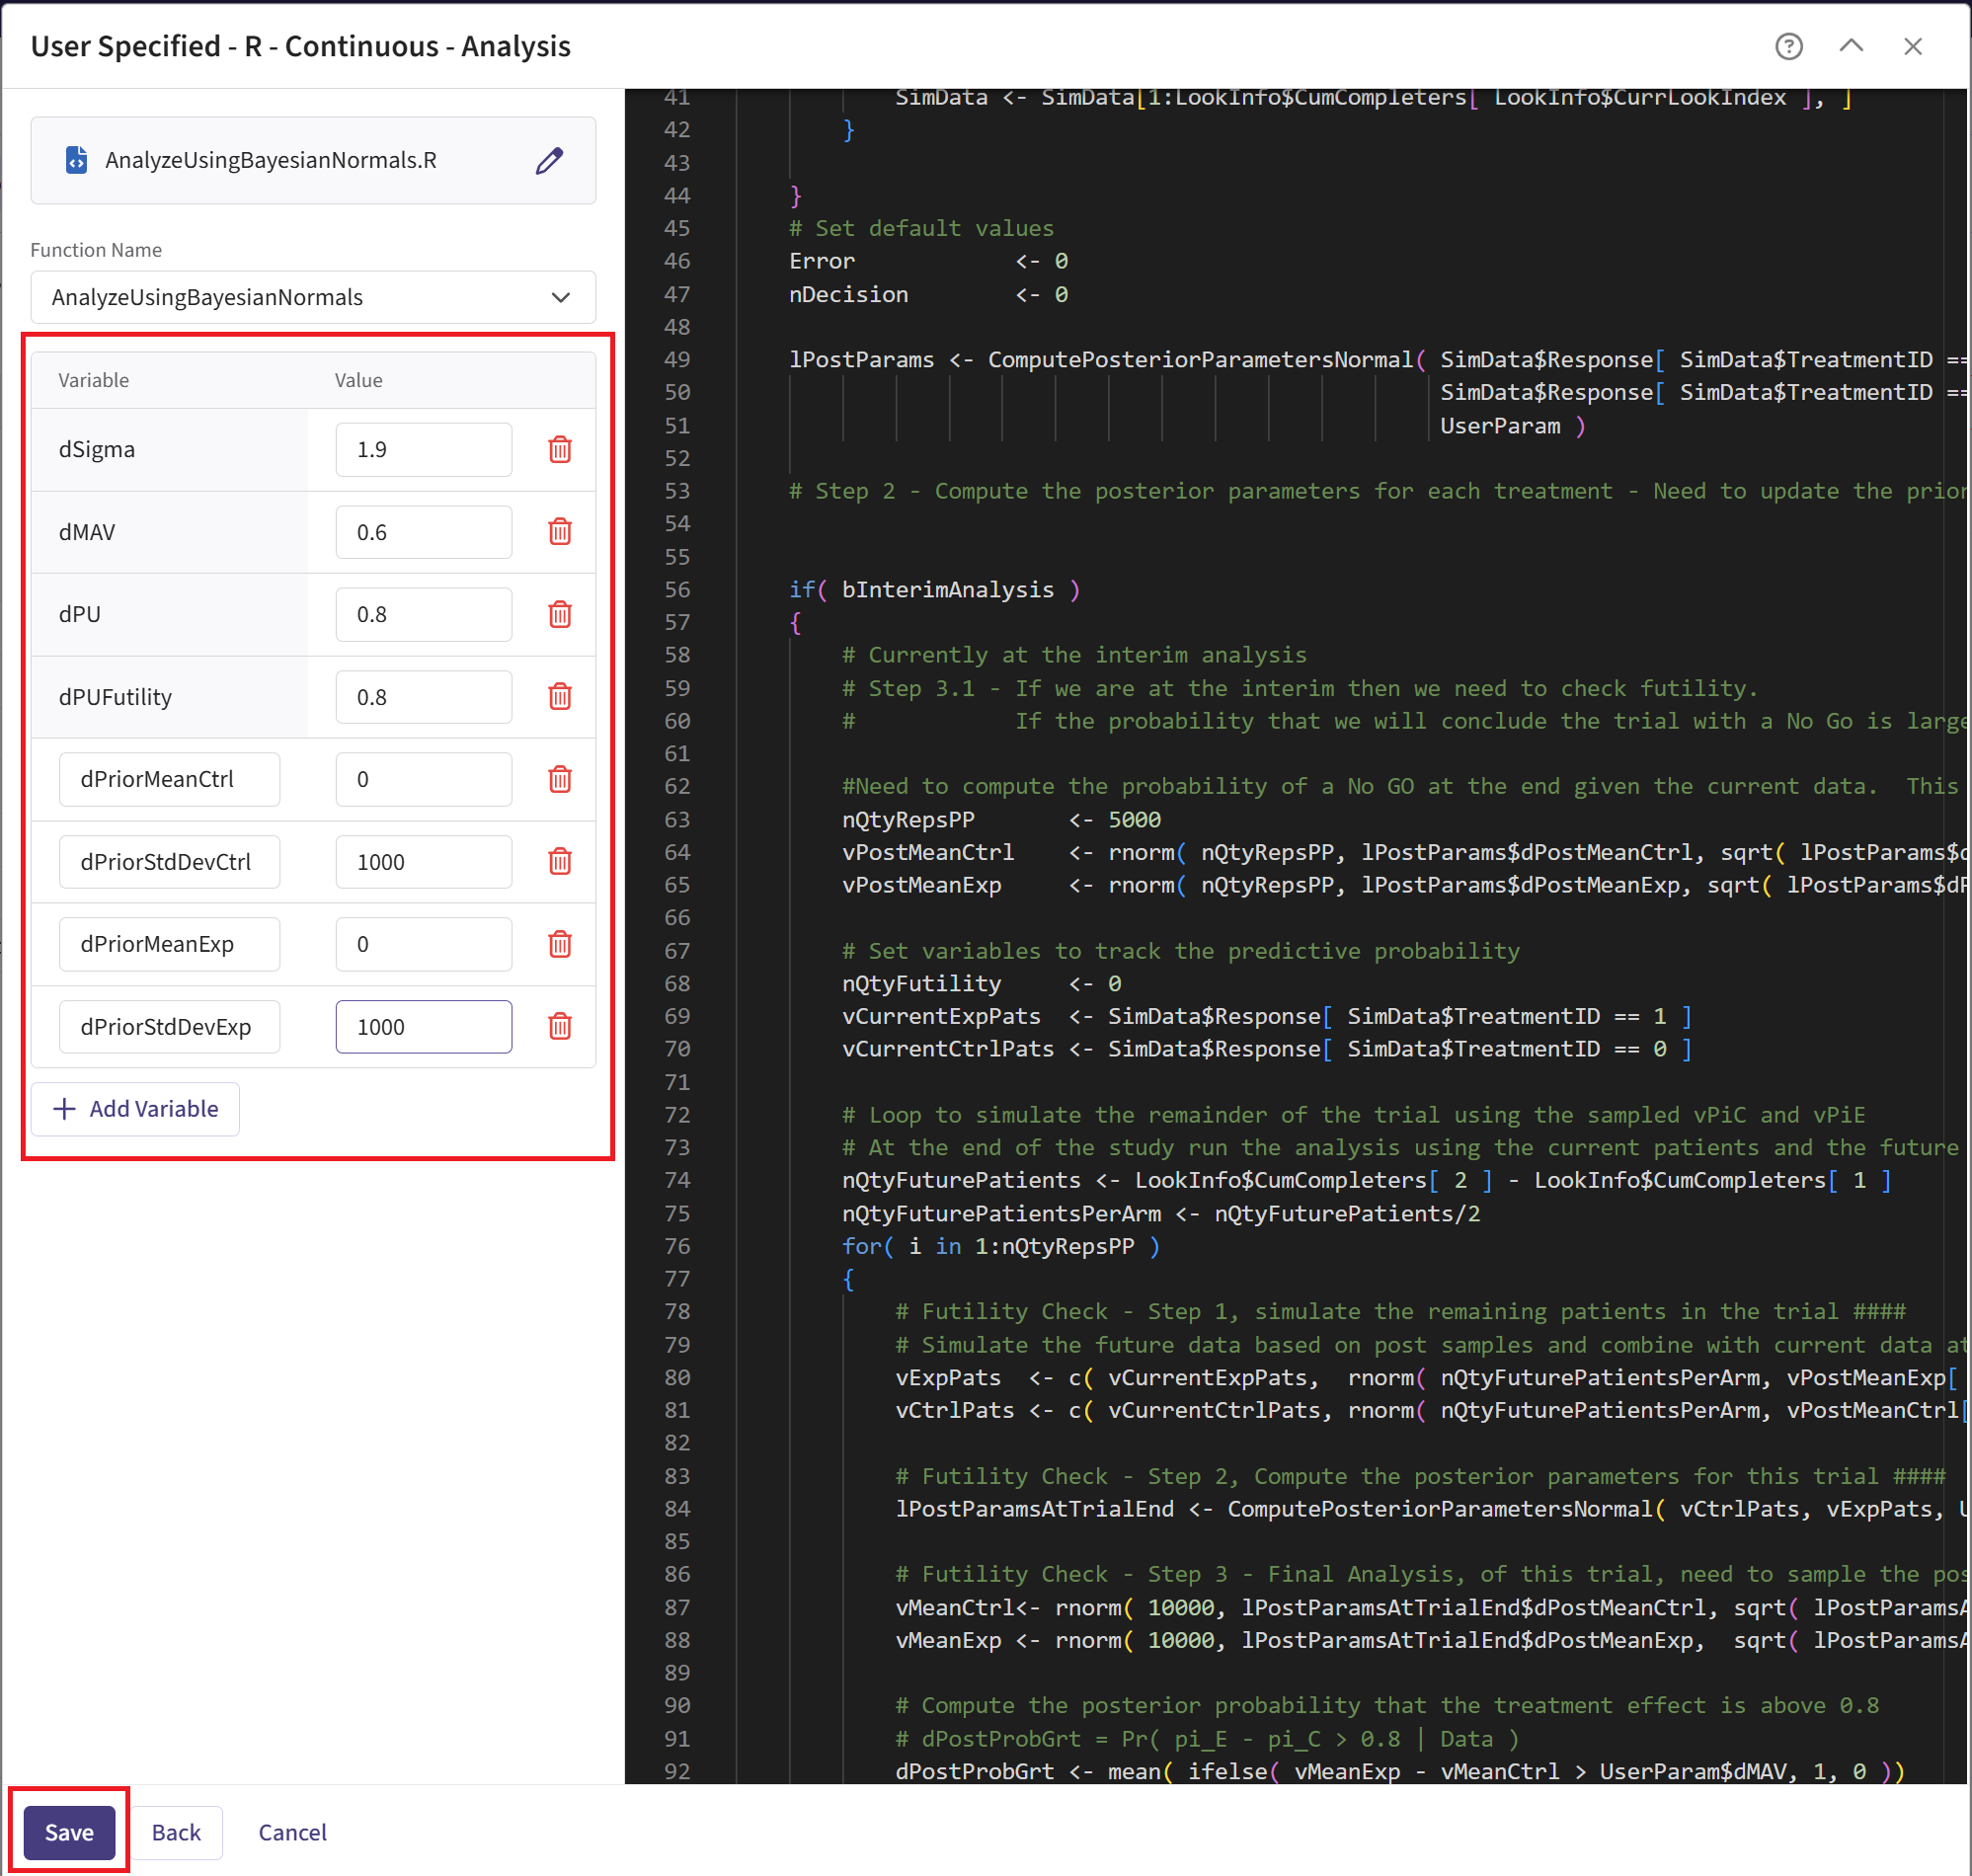 User Specified - R - Continuous - Analysis
AnalyzeUsingBayesianNormals.R
Function Name
AnalyzeUsingBayesianNormals
Variable Value
dSigma 1.9
dMAV 0.6
dPU 0.8
dPUFutility 0.8
dPriorMeanCtrl 0
dPriorStdDevCtrl 1000
dPriorMeanExp 0
dPriorStdDevExp 1000
+ Add Variable
Save Back Cancel
41 SimData <- SimData[1:LookInfo$CumCompleters[ LookInfo$CurrLookIndex ], ]
42 }
43
44 }
45 # Set default values
46 Error <- 0
47 nDecision <- 0
48
49 lPostParams <- ComputePosteriorParametersNormal( SimData$Response[ SimData$TreatmentID ==
50 SimData$Response[ SimData$TreatmentID ==
51 UserParam )
52
53 # Step 2 - Compute the posterior parameters for each treatment - Need to update the prior
54
55
56 if( bInterimAnalysis )
57 {
58 # Currently at the interim analysis
59 # Step 3.1 - If we are at the interim then we need to check futility.
60 # If the probability that we will conclude the trial with a No Go is large
61
62 #Need to compute the probability of a No GO at the end given the current data. This
63 nQtyRepsPP <- 5000
64 vPostMeanCtrl <- rnorm( nQtyRepsPP, lPostParams$dPostMeanCtrl, sqrt( lPostParams$d
65 vPostMeanExp <- rnorm( nQtyRepsPP, lPostParams$dPostMeanExp, sqrt( lPostParams$dP
66
67 # Set variables to track the predictive probability
68 nQtyFutility <- 0
69 vCurrentExpPats <- SimData$Response[ SimData$TreatmentID == 1 ]
70 vCurrentCtrlPats <- SimData$Response[ SimData$TreatmentID == 0 ]
71
72 # Loop to simulate the remainder of the trial using the sampled vPiC and vPiE
73 # At the end of the study run the analysis using the current patients and the future
74 nQtyFuturePatients <- LookInfo$CumCompleters[ 2 ] - LookInfo$CumCompleters[ 1 ]
75 nQtyFuturePatientsPerArm <- nQtyFuturePatients/2
76 for( i in 1:nQtyRepsPP )
77 {
78 # Futility Check - Step 1, simulate the remaining patients in the trial ####
79 # Simulate the future data based on post samples and combine with current data at
80 vExpPats <- c( vCurrentExpPats, rnorm( nQtyFuturePatientsPerArm, vPostMeanExp[
81 vCtrlPats <- c( vCurrentCtrlPats, rnorm( nQtyFuturePatientsPerArm, vPostMeanCtrl[
82
83 # Futility Check - Step 2, Compute the posterior parameters for this trial ####
84 lPostParamsAtTrialEnd <- ComputePosteriorParametersNormal( vCtrlPats, vExpPats, U
85
86 # Futility Check - Step 3 - Final Analysis, of this trial, need to sample the pos
87 vMeanCtrl<- rnorm( 10000, lPostParamsAtTrialEnd$dPostMeanCtrl, sqrt( lPostParamsA
88 vMeanExp <- rnorm( 10000, lPostParamsAtTrialEnd$dPostMeanExp, sqrt( lPostParamsA
89
90 # Compute the posterior probability that the treatment effect is above 0.8
91 # dPostProbGrt = Pr( pi_E - pi_C > 0.8 | Data )
92 dPostProbGrt <- mean( ifelse( vMeanExp - vMeanCtrl > UserParam$dMAV, 1, 0 ))